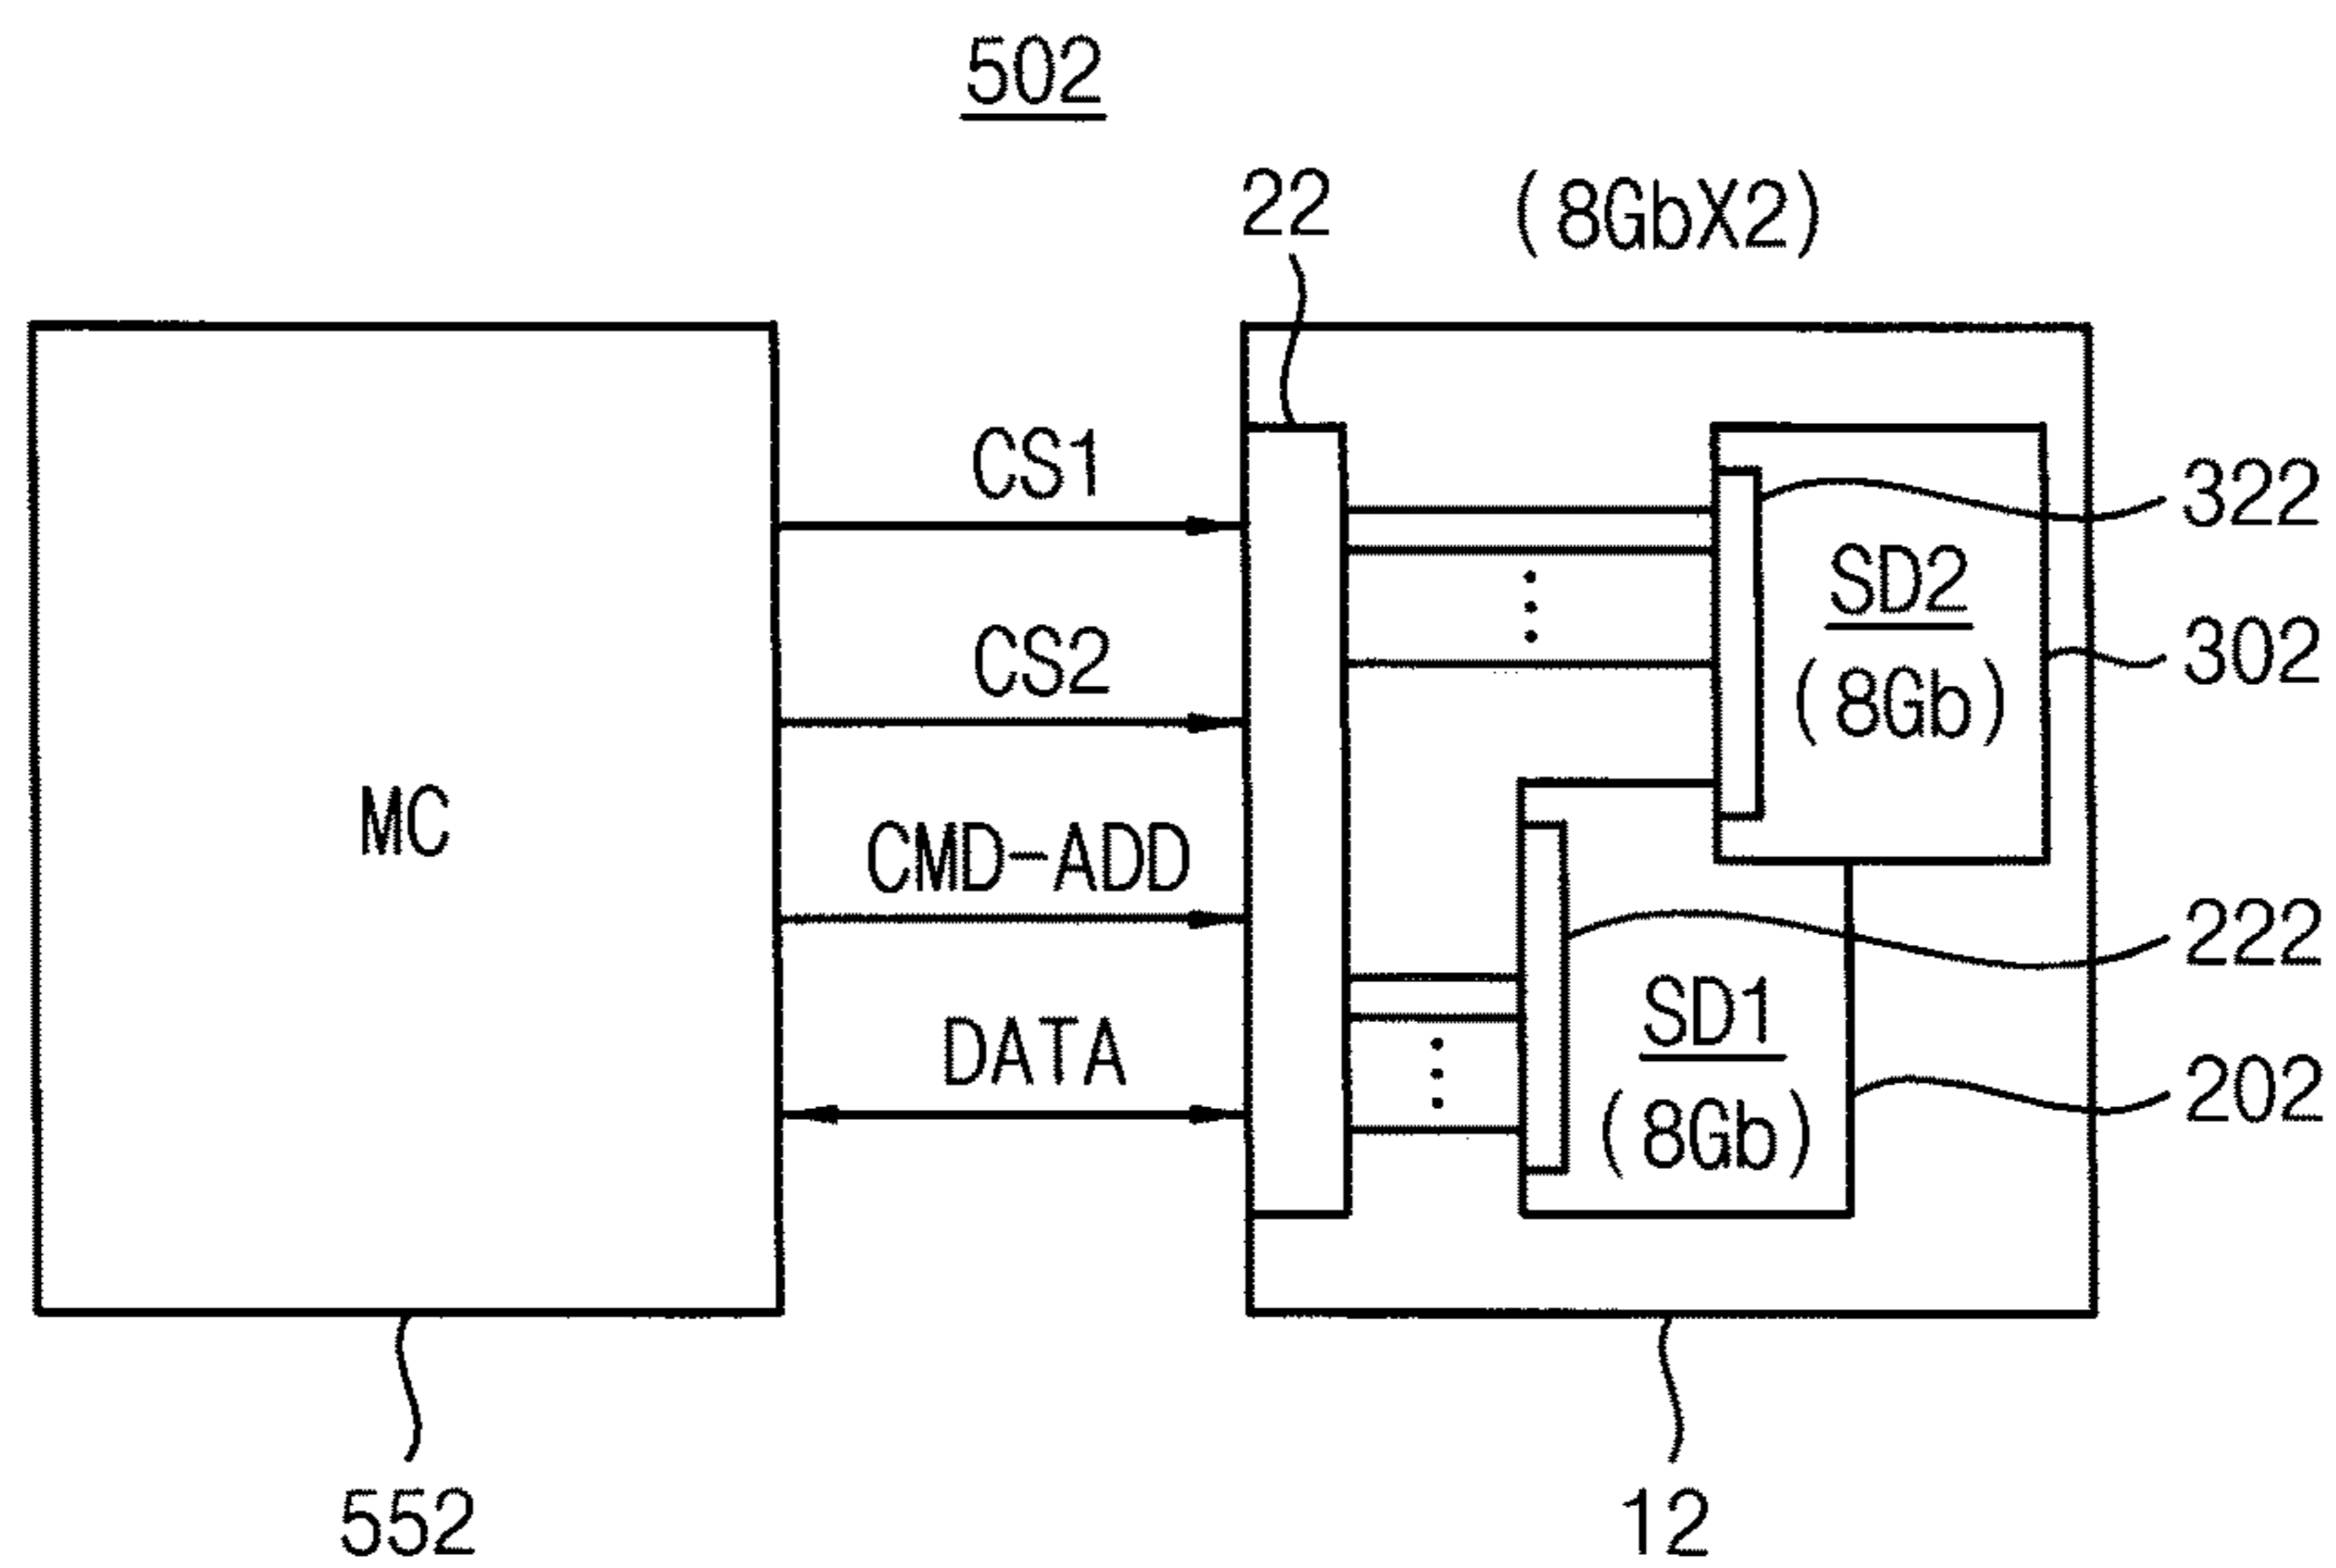 502
22
(8GbX2)
CS1
322
SD2
CS2
302
(8Gb)
MC
CMD-ADD
222
SD1
DATA
202
(8Gb)
552
12